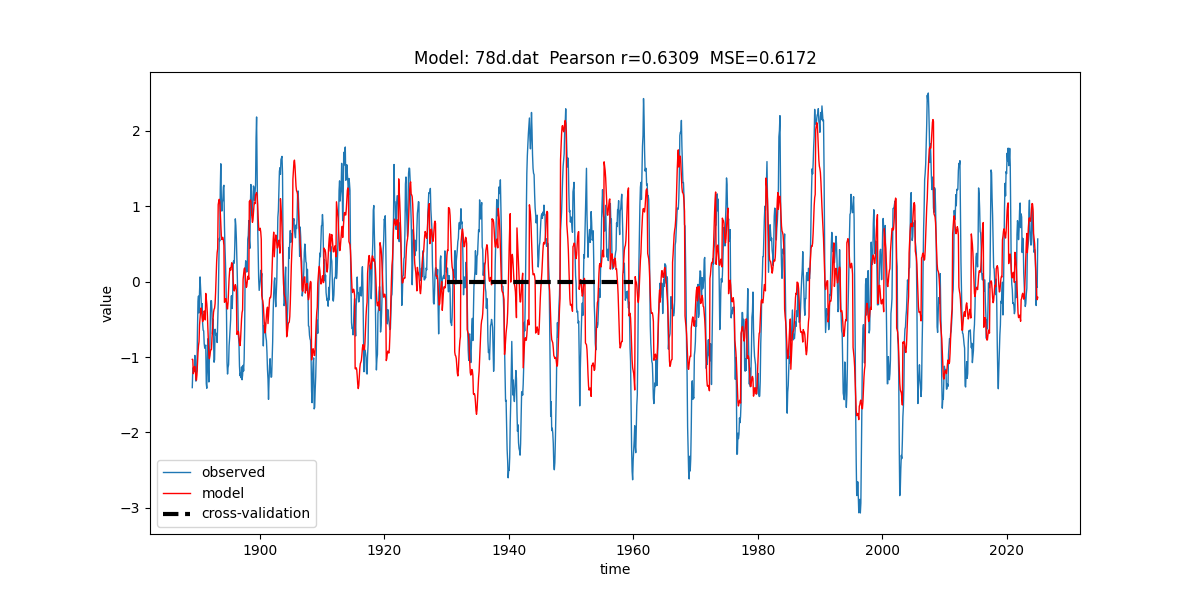 Model: 78d.dat  Pearson r=0.6309  MSE=0.6172
value
2
1
0
−1
−2
−3
observed
model
cross-validation
1900
1920
1940
1960
1980
2000
2020
time